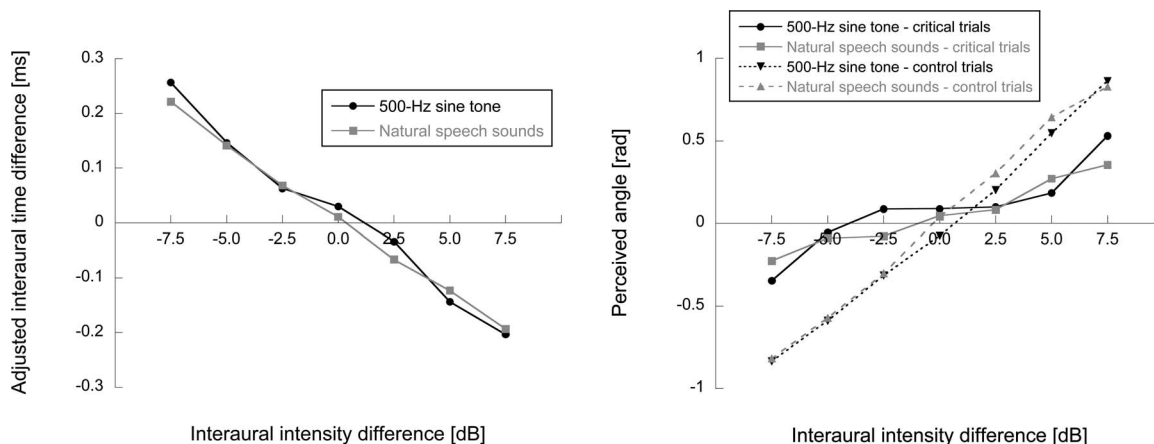 Adjusted interaural time difference [ms]
0.3
0.2
0.1
0
-0.1
-0.2
-0.3
-7.5 -5.0 -2.5 0.0 2.5 5.0 7.5
500-Hz sine tone
Natural speech sounds
Interaural intensity difference [dB]
500-Hz sine tone - critical trials
Natural speech sounds - critical trials
500-Hz sine tone - control trials
Natural speech sounds - control trials
Perceived angle [rad]
1
0.5
0
-0.5
-1
-7.5 -5.0 -2.5 0.0 2.5 5.0 7.5
Interaural intensity difference [dB]